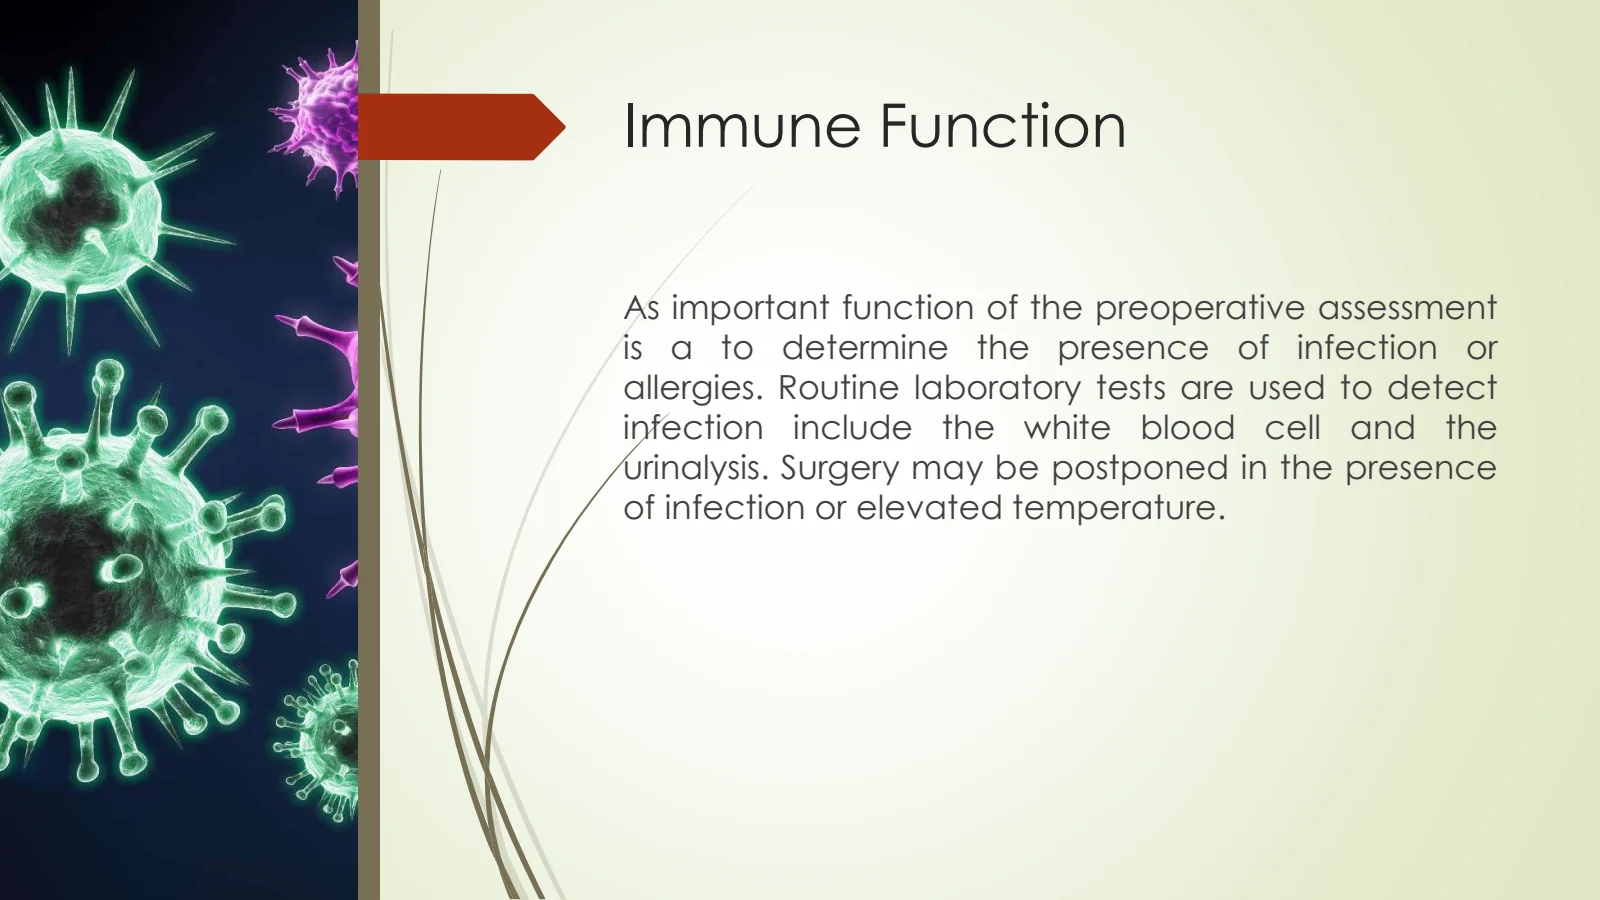 Immune Function
As important function of the preoperative assessment
is a to determine the presence of infection or
allergies. Routine laboratory tests are used to detect
infection include the white blood cell and the
urinalysis. Surgery may be postponed in the presence
of infection or elevated temperature.